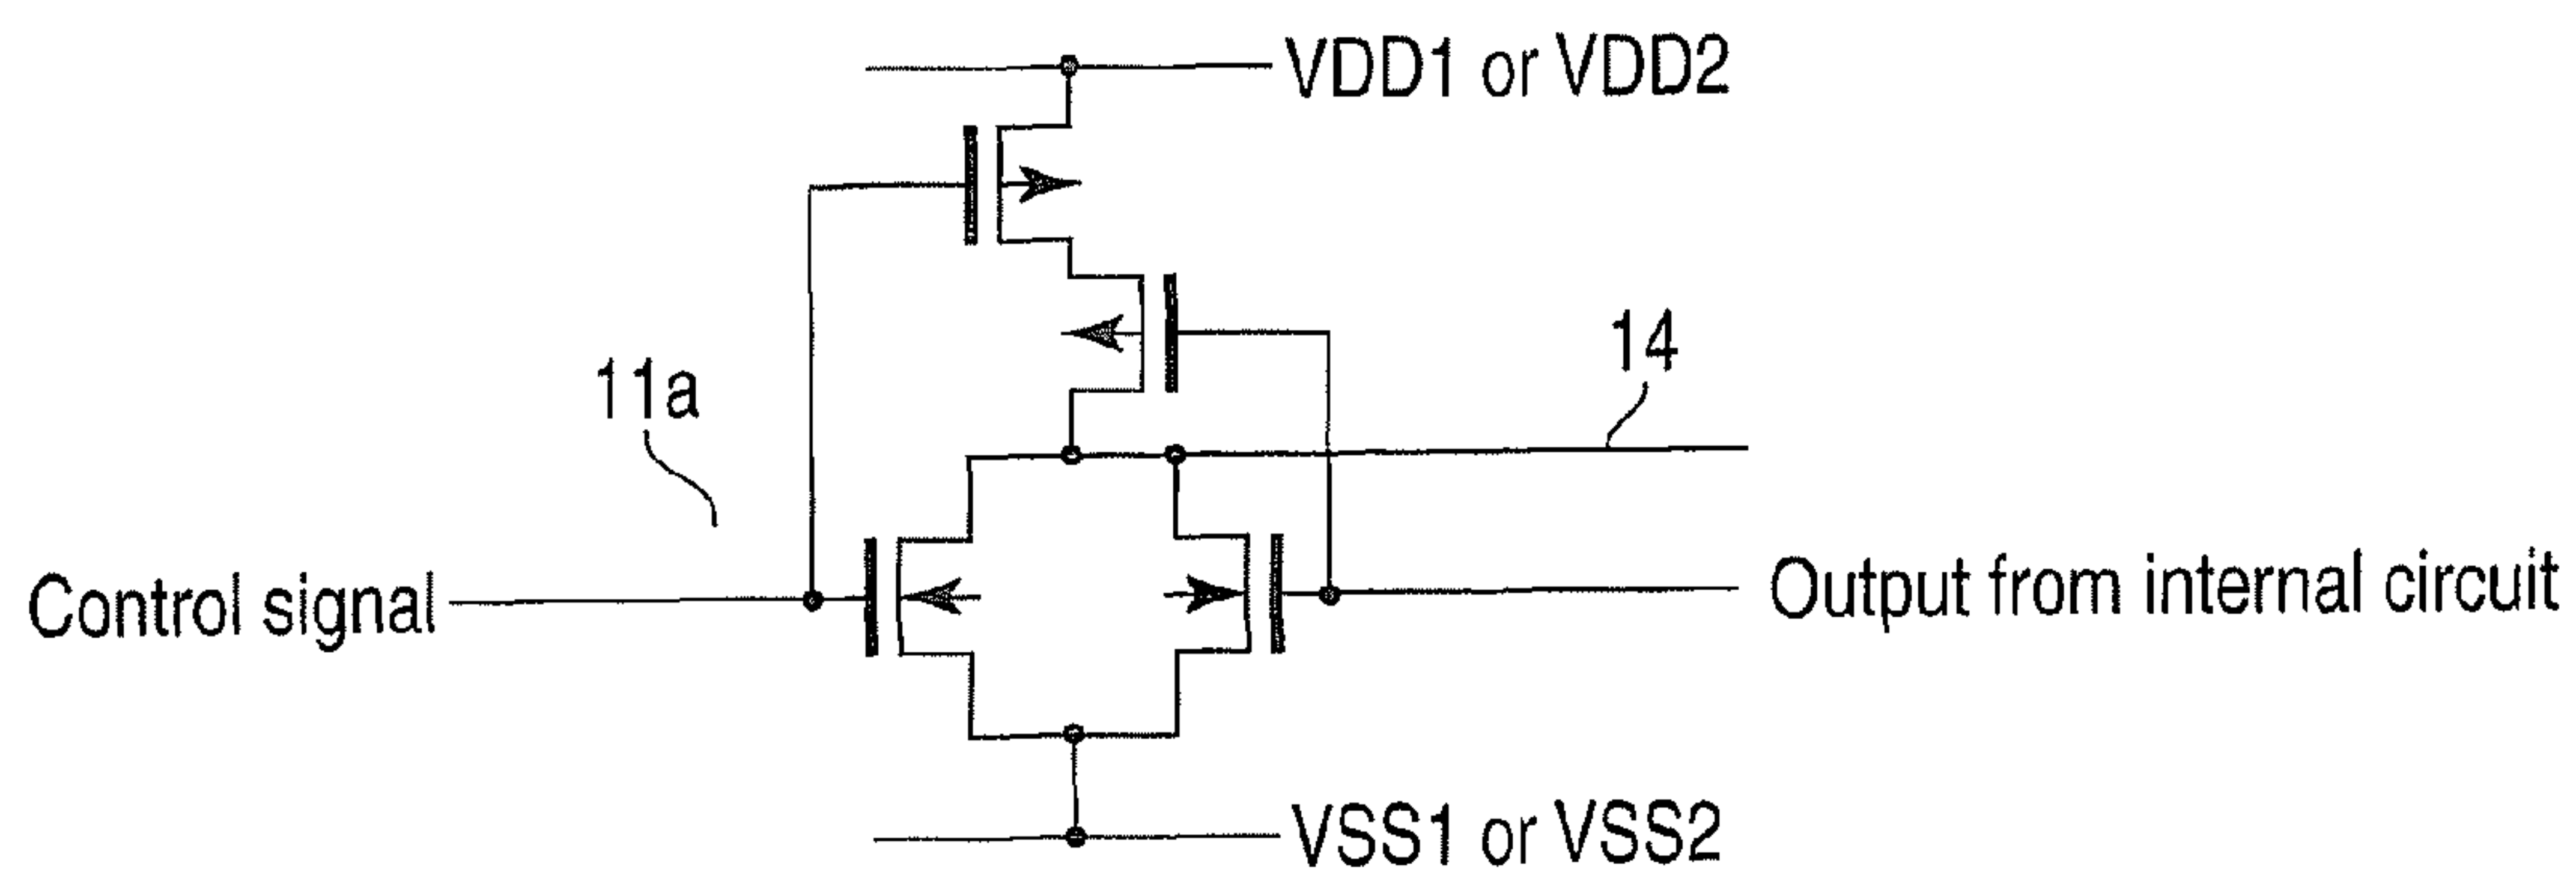 VDD1 or VDD2
14
11a
Control signal
Output from internal circuit
VSS1 or VSS2